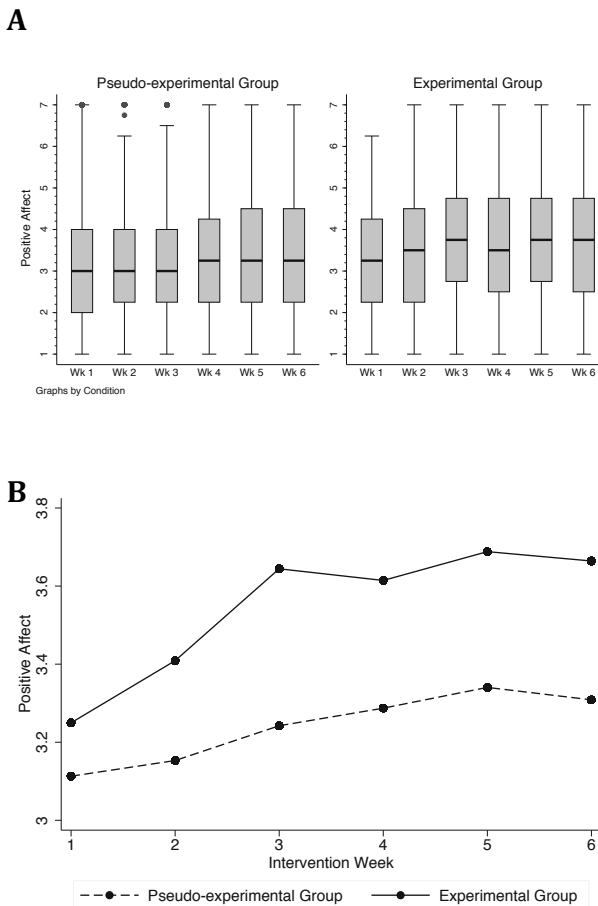 A
Pseudo-experimental Group Experimental Group
Positive Affect
7 7
6 6
5 5
4 4
3 3
2 2
1 1
Wk 1 Wk 2 Wk 3 Wk 4 Wk 5 Wk 6 Wk 1 Wk 2 Wk 3 Wk 4 Wk 5 Wk 6
Graphs by Condition
B
Positive Affect
3.8
3.6
3.4
3.2
3
1 2 3 4 5 6
Intervention Week
Pseudo-experimental Group Experimental Group